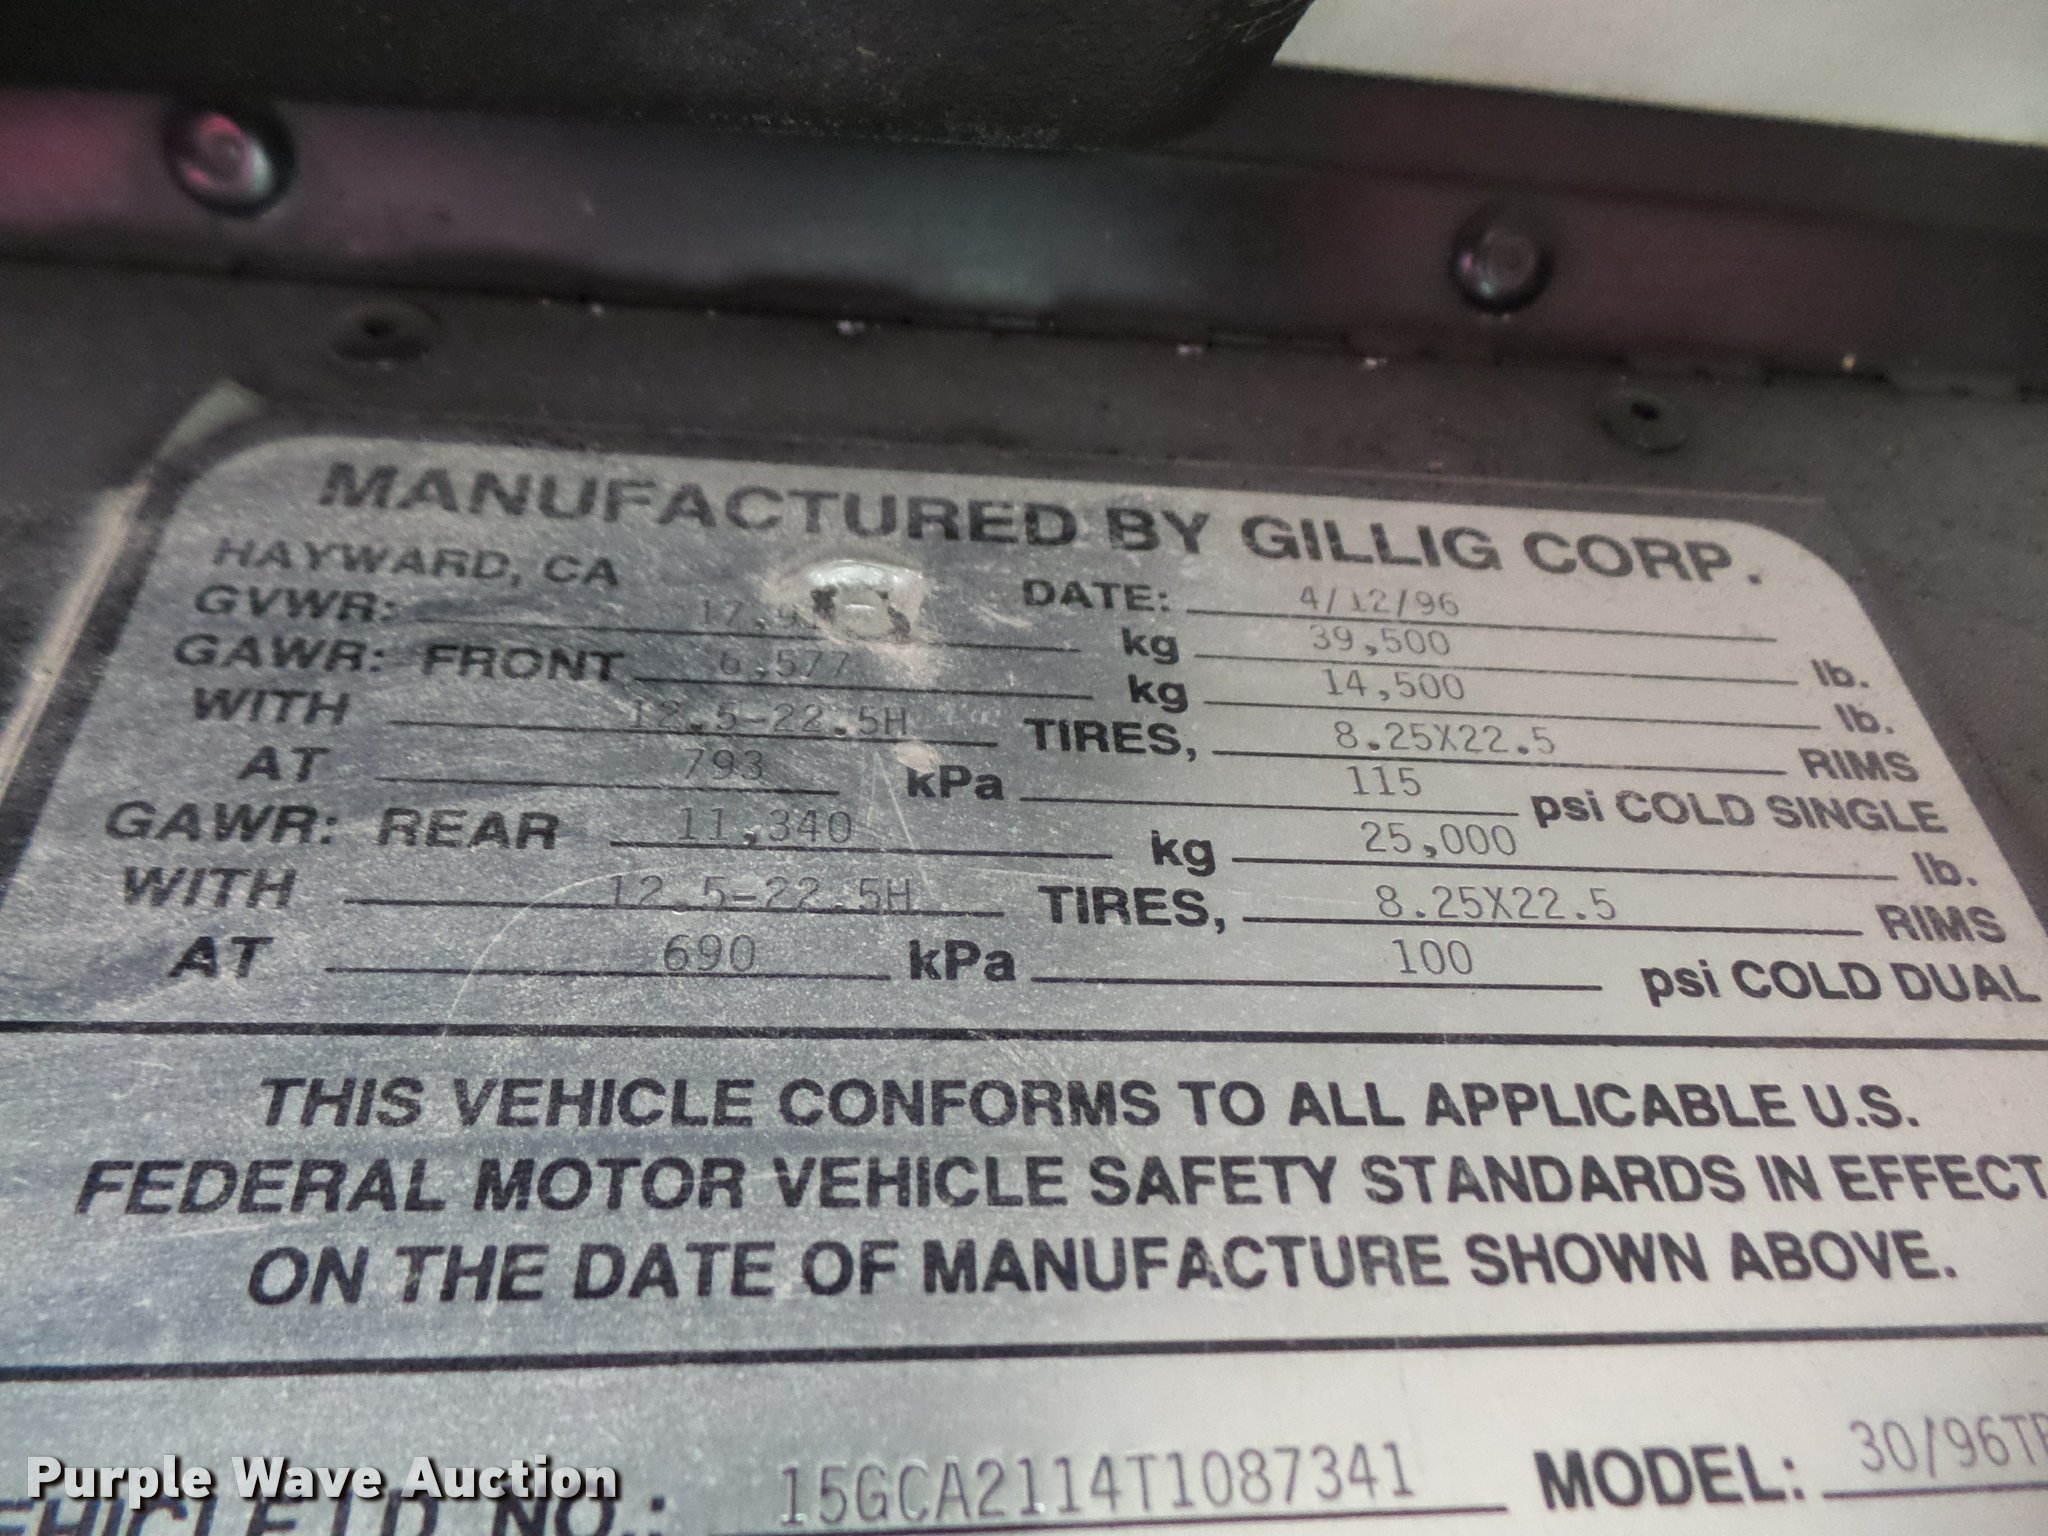 MANUFACTURED BY GILLIG CORP.
HAYWARD, CA DATE: 4/12/96
GVWR: kg 39,500 lb.
GAWR: FRONT 6,577 kg 14,500 lb.
WITH 12.5-22.5H TIRES, 8.25X22.5 RIMS
AT 793 kPa 115 psi COLD SINGLE
GAWR: REAR 11,340 kg 25,000 lb.
WITH 12.5-22.5H TIRES, 8.25X22.5 RIMS
AT 690 kPa 100 psi COLD DUAL
THIS VEHICLE CONFORMS TO ALL APPLICABLE U.S.
FEDERAL MOTOR VEHICLE SAFETY STANDARDS IN EFFECT
ON THE DATE OF MANUFACTURE SHOWN ABOVE.
I.D. NO.: 15GCA2114T1087341 MODEL: 30/96T
Purple Wave Auction